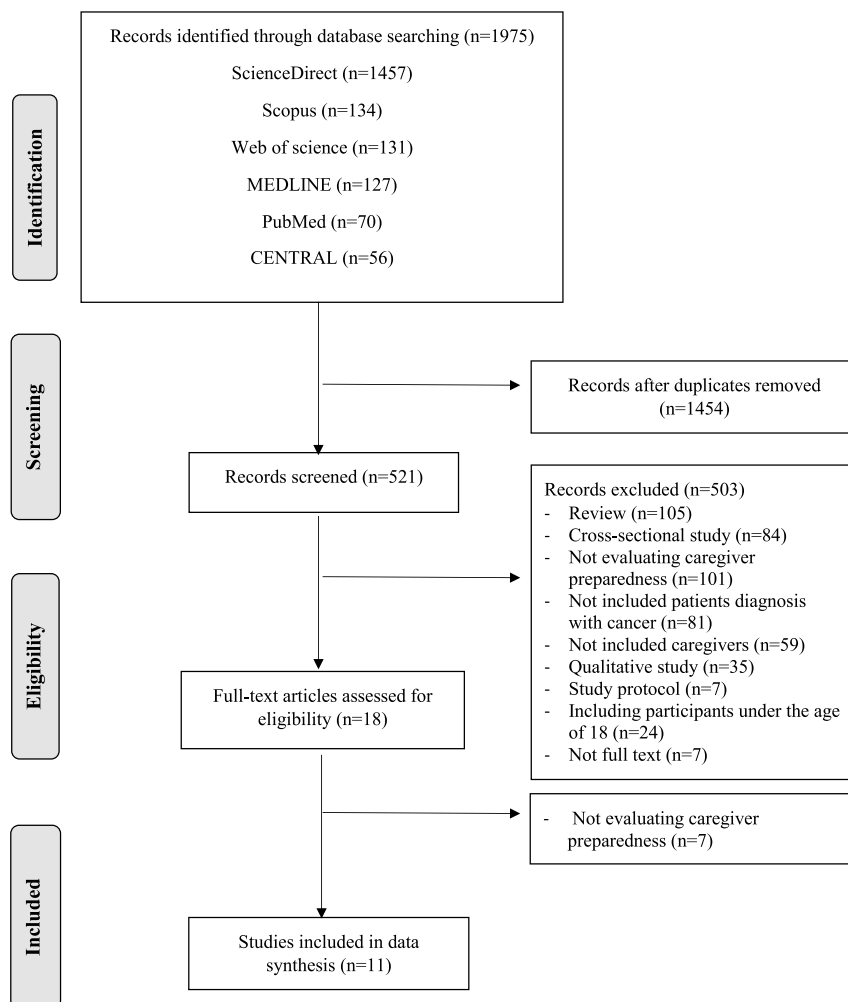 Identification
Records identified through database searching (n=1975)
ScienceDirect (n=1457)
Scopus (n=134)
Web of science (n=131)
MEDLINE (n=127)
PubMed (n=70)
CENTRAL (n=56)
Screening
Records after duplicates removed
(n=1454)
Records screened (n=521)
Records excluded (n=503)
- Review (n=105)
- Cross-sectional study (n=84)
- Not evaluating caregiver
preparedness (n=101)
- Not included patients diagnosis
with cancer (n=81)
- Not included caregivers (n=59)
- Qualitative study (n=35)
- Study protocol (n=7)
- Including participants under the age
of 18 (n=24)
- Not full text (n=7)
Eligibility
Full-text articles assessed for
eligibility (n=18)
- Not evaluating caregiver
preparedness (n=7)
Included
Studies included in data
synthesis (n=11)